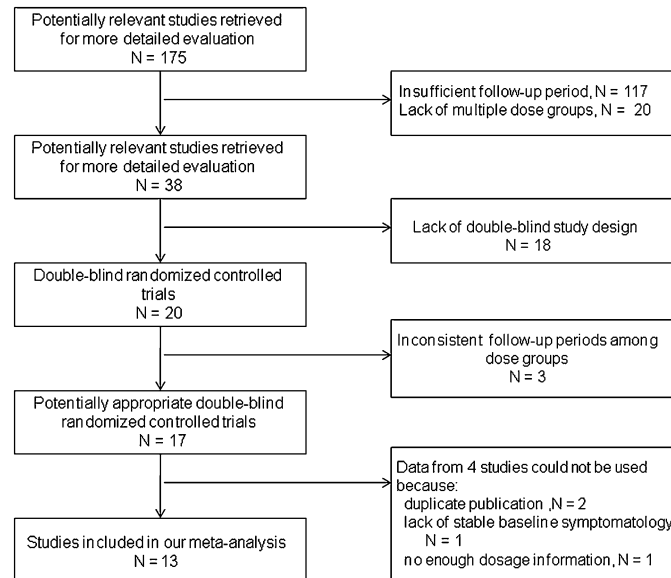 Potentially relevant studies retrieved
for more detailed evaluation
N = 175
Insufficient follow-up period, N = 117
Lack of multiple dose groups, N = 20
Potentially relevant studies retrieved
for more detailed evaluation
N = 38
Lack of double-blind study design
N = 18
Double-blind randomized controlled
trials
N = 20
Inconsistent follow-up periods among
dose groups
N = 3
Potentially appropriate double-blind
randomized controlled trials
N = 17
Data from 4 studies could not be used
because:
duplicate publication ,N = 2
lack of stable baseline symptomatology
N = 1
no enough dosage information, N = 1
Studies included in our meta-analysis
N = 13